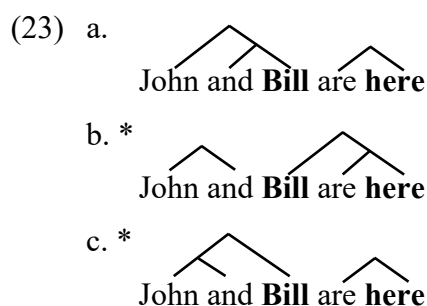 (23) a.
John and Bill are here
b. *
John and Bill are here
c. *
John and Bill are here